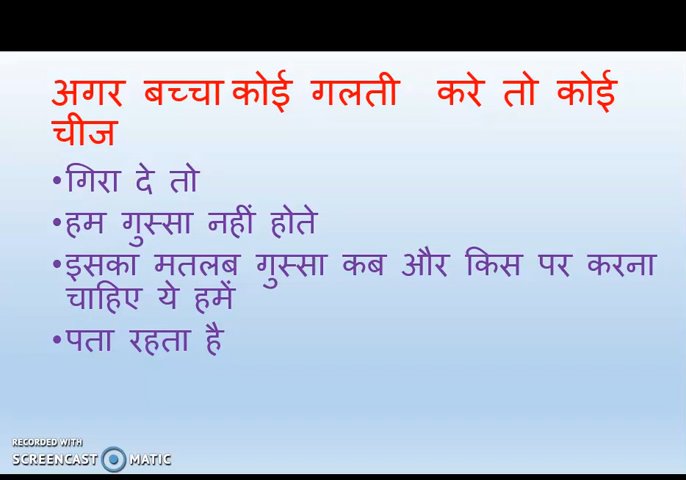 अगर बच्चा कोई गलती करे तो कोई
चीज
•गिरा दे तो
•हम गुस्सा नहीं होते
•इसका मतलब गुस्सा कब और किस पर करना
चाहिए ये हमें
•पता रहता है
RECORDED WITH
SCREENCAST MATIC